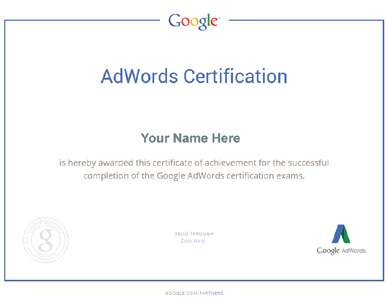 Google
AdWords Certification
Your Name Here
is hereby awarded this certificate of achievement for the successful
completion of the Google AdWords certification exams.
VALID THROUGH
Date Here
g
Google AdWords
GOOGLE.COM/PARTNERS